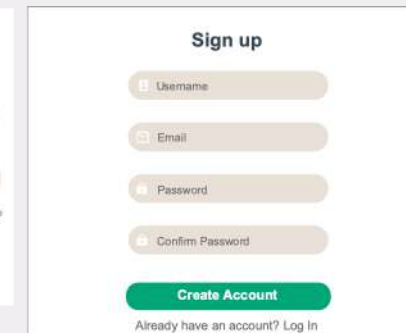 Sign up
Username
Email
Password
Confirm Password
Create Account
Already have an account? Log In